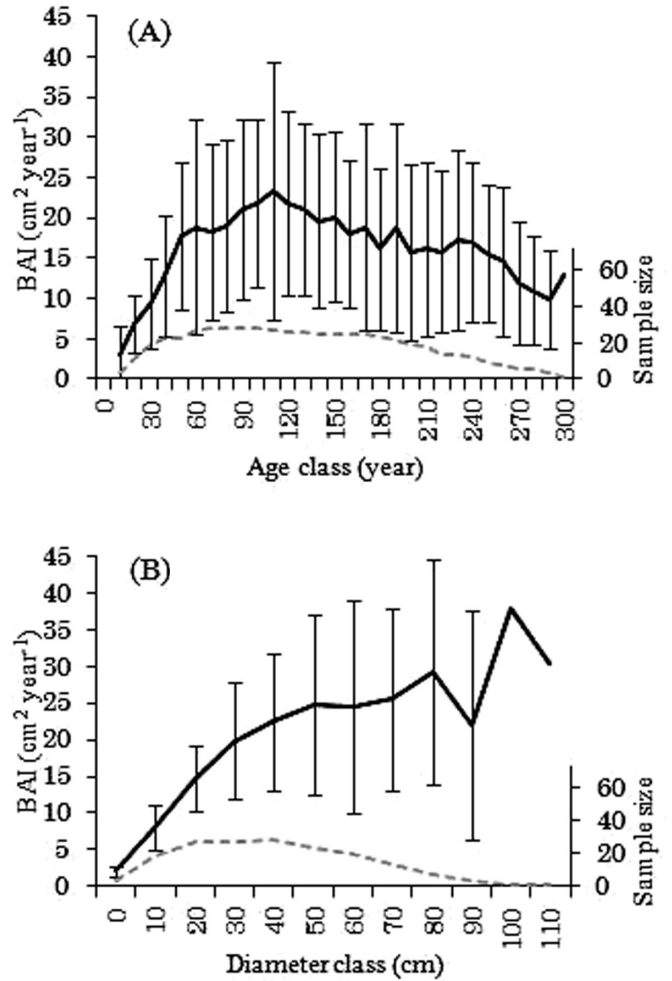 (A)
45
40
35
30
25
20
15
10
5
0
BAI (cm² year⁻¹)
60
40
20
0
Sample size
0 30 60 90 120 150 180 210 240 270 300
Age class (year)
(B)
45
40
35
30
25
20
15
10
5
0
BAI (cm² year⁻¹)
60
40
20
0
Sample size
0 10 20 30 40 50 60 70 80 90 100 110
Diameter class (cm)